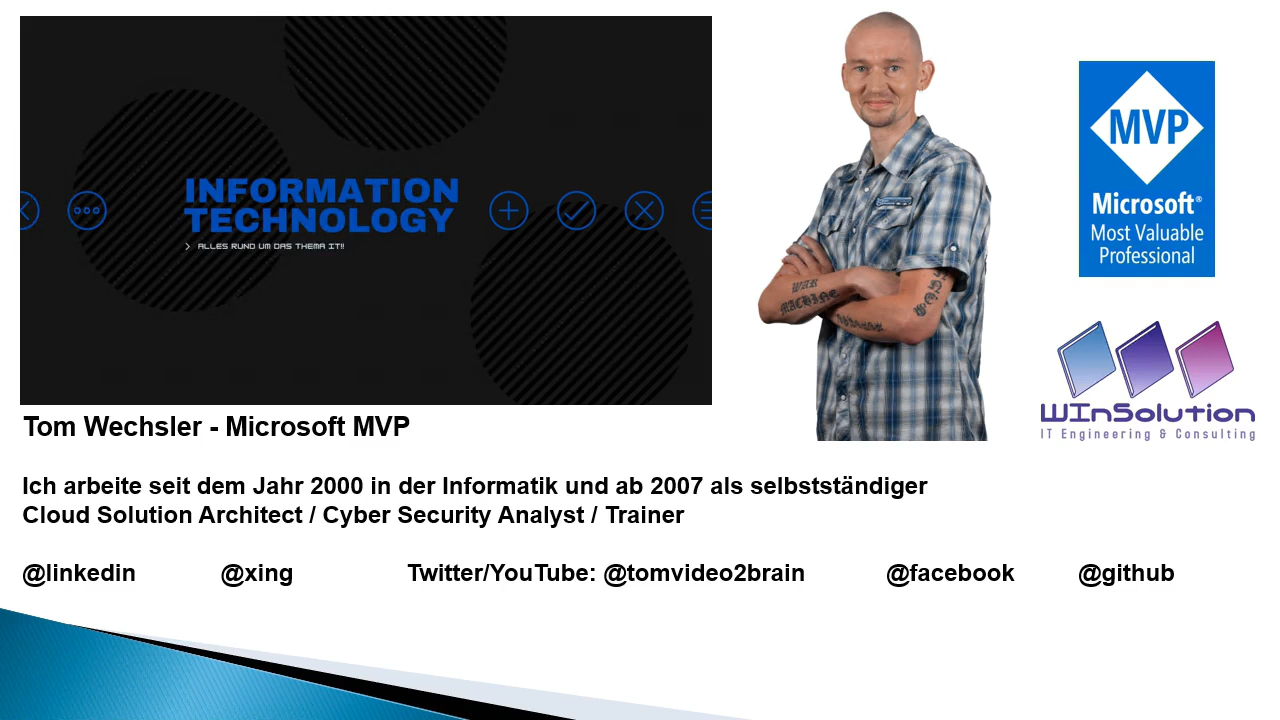 INFORMATION
TECHNOLOGY
> ALLES RUND UM DAS THEMA IT!!
MVP
Microsoft®
Most Valuable
Professional
WAR
MACHINE
WInSolution
IT Engineering & Consulting
Tom Wechsler - Microsoft MVP
Ich arbeite seit dem Jahr 2000 in der Informatik und ab 2007 als selbstständiger
Cloud Solution Architect / Cyber Security Analyst / Trainer
@linkedin @xing Twitter/YouTube: @tomvideo2brain @facebook @github